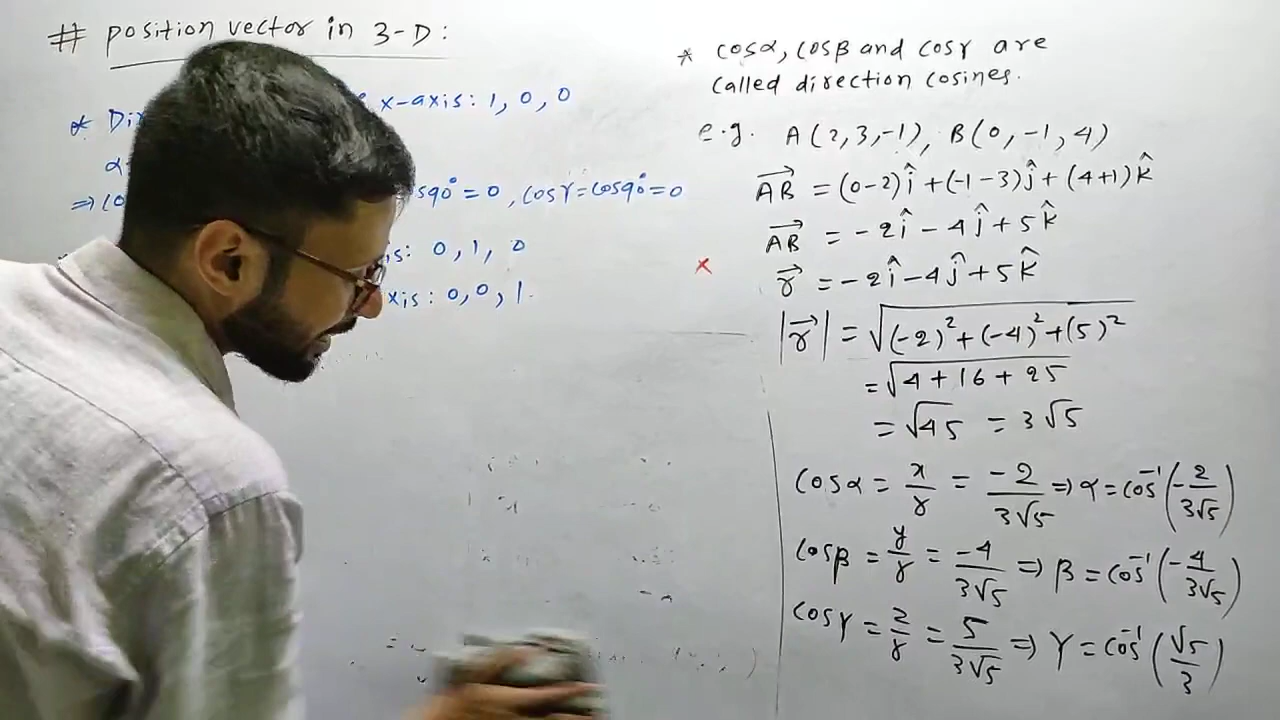 # position vector in 3-D:
* Dir x-axis: 1, 0, 0
α
⇒ cos90° = 0, cosγ = cos90° = 0
is: 0, 1, 0
xis: 0, 0, 1.
* cosα, cosβ and cosγ are
called direction cosines.
e.g. A(2, 3, -1), B(0, -1, 4)
→AB = (0-2)î + (-1-3)ĵ + (4+1)k̂
→AB = -2î - 4ĵ + 5k̂
x
→r = -2î - 4ĵ + 5k̂
|→r| = √((-2)² + (-4)² + (5)²)
= √(4 + 16 + 25)
= √45 = 3√5
cosα = x/r = -2/3√5 ⇒ α = cos⁻¹(-2/3√5)
cosβ = y/r = -4/3√5 ⇒ β = cos⁻¹(-4/3√5)
cosγ = z/r = 5/3√5 ⇒ γ = cos⁻¹(√5/3)